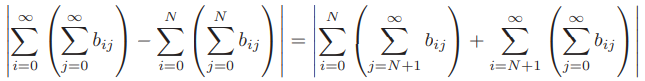 $$\left|\sum_{i=0}^{\infty}\left(\sum_{j=0}^{\infty} b_{ij}\right)-\sum_{i=0}^{N}\left(\sum_{j=0}^{N} b_{ij}\right)\right|=\left|\sum_{i=0}^{N}\left(\sum_{j=N+1}^{\infty} b_{ij}\right)+\sum_{i=N+1}^{\infty}\left(\sum_{j=0}^{\infty} b_{ij}\right)\right|$$